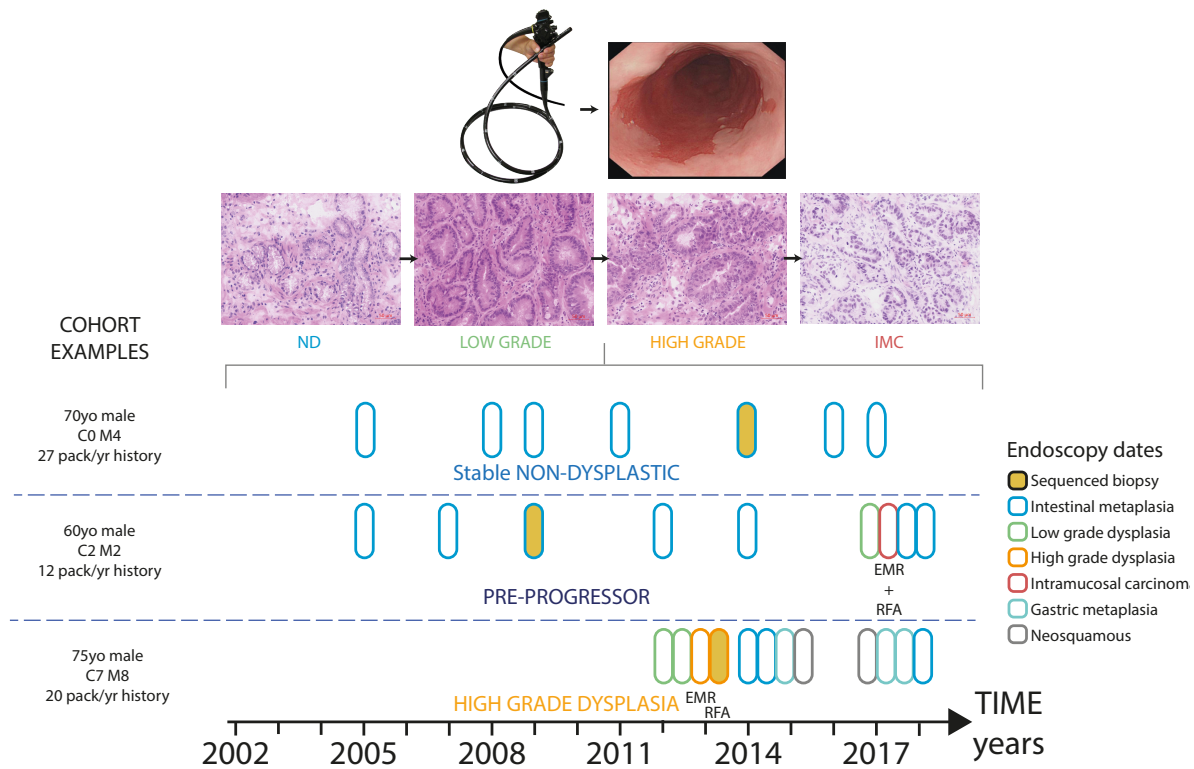 ND
LOW GRADE
HIGH GRADE
IMC
COHORT
EXAMPLES
70yo male
C0 M4
27 pack/yr history
Stable NON-DYSPLASTIC
60yo male
C2 M2
12 pack/yr history
EMR
+
RFA
PRE-PROGRESSOR
75yo male
C7 M8
20 pack/yr history
EMR
RFA
HIGH GRADE DYSPLASIA
Endoscopy dates
Sequenced biopsy
Intestinal metaplasia
Low grade dysplasia
High grade dysplasia
Intramucosal carcinoma
Gastric metaplasia
Neosquamous
2002
2005
2008
2011
2014
2017
TIME
years